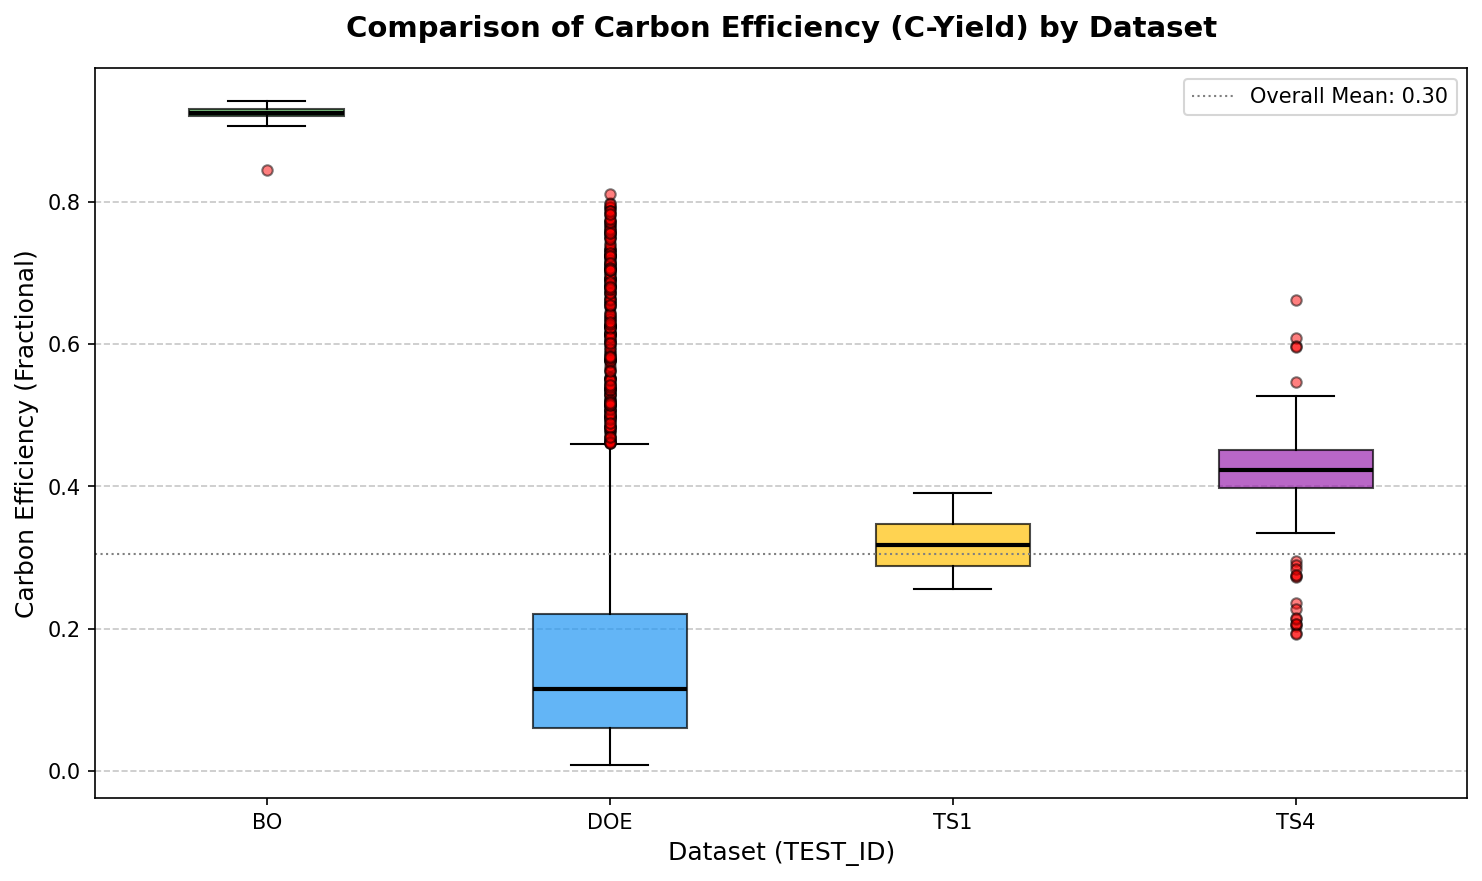 Comparison of Carbon Efficiency (C-Yield) by Dataset
Overall Mean: 0.30
Carbon Efficiency (Fractional)
0.8
0.6
0.4
0.2
0.0
BO
DOE
TS1
TS4
Dataset (TEST_ID)